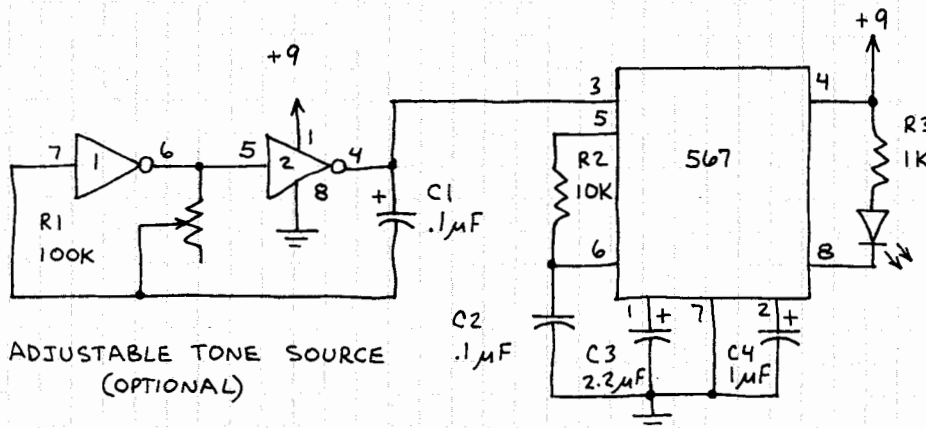 +9
+9
3
4
5
7
1
6
5
2
1
4
8
R1
100K
+
C1
.1µF
R2
10K
567
R3
1K
6
8
C2
.1µF
1
+
7
2
+
C3
2.2µF
C4
1µF
ADJUSTABLE TONE SOURCE
(OPTIONAL)